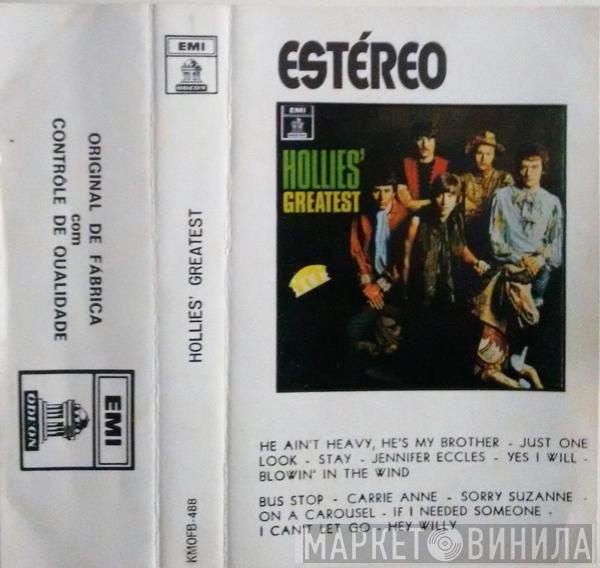 ORIGINAL DE FÁBRICA
com
CONTRÔLE DE QUALIDADE
EMI
ODEON
EMI
ODEON
HOLLIES' GREATEST
KMOFB-488
ESTÉREO
EMI
HOLLIES'
GREATEST
HE AIN'T HEAVY, HE'S MY BROTHER - JUST ONE
LOOK - STAY - JENNIFER ECCLES - YES I WILL -
BLOWIN' IN THE WIND
BUS STOP - CARRIE ANNE - SORRY SUZANNE -
ON A CAROUSEL - IF I NEEDED SOMEONE -
I CAN'T LET GO - HEY WILLY
МАРКЕТ ВИНИЛА